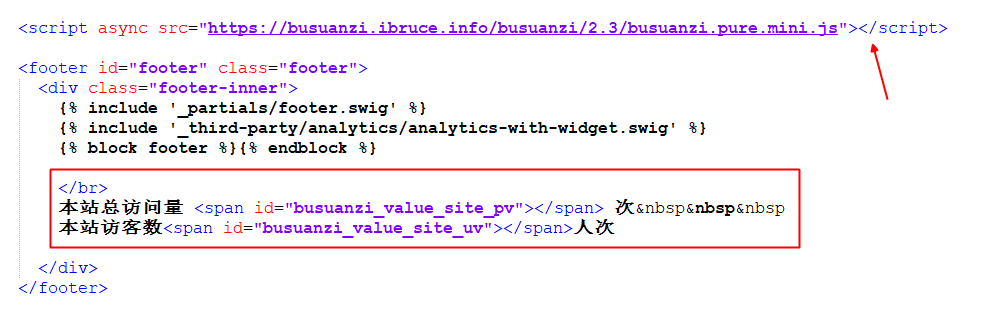 <script async src="https://busuanzi.ibruce.info/busuanzi/2.3/busuanzi.pure.mini.js"></script>
<footer id="footer" class="footer">
<div class="footer-inner">
{% include '_partials/footer.swig' %}
{% include '_third-party/analytics/analytics-with-widget.swig' %}
{% block footer %}{% endblock %}
</br>
本站总访问量 <span id="busuanzi_value_site_pv"></span> 次&nbsp&nbsp&nbsp
本站访客数<span id="busuanzi_value_site_uv"></span>人次
</div>
</footer>